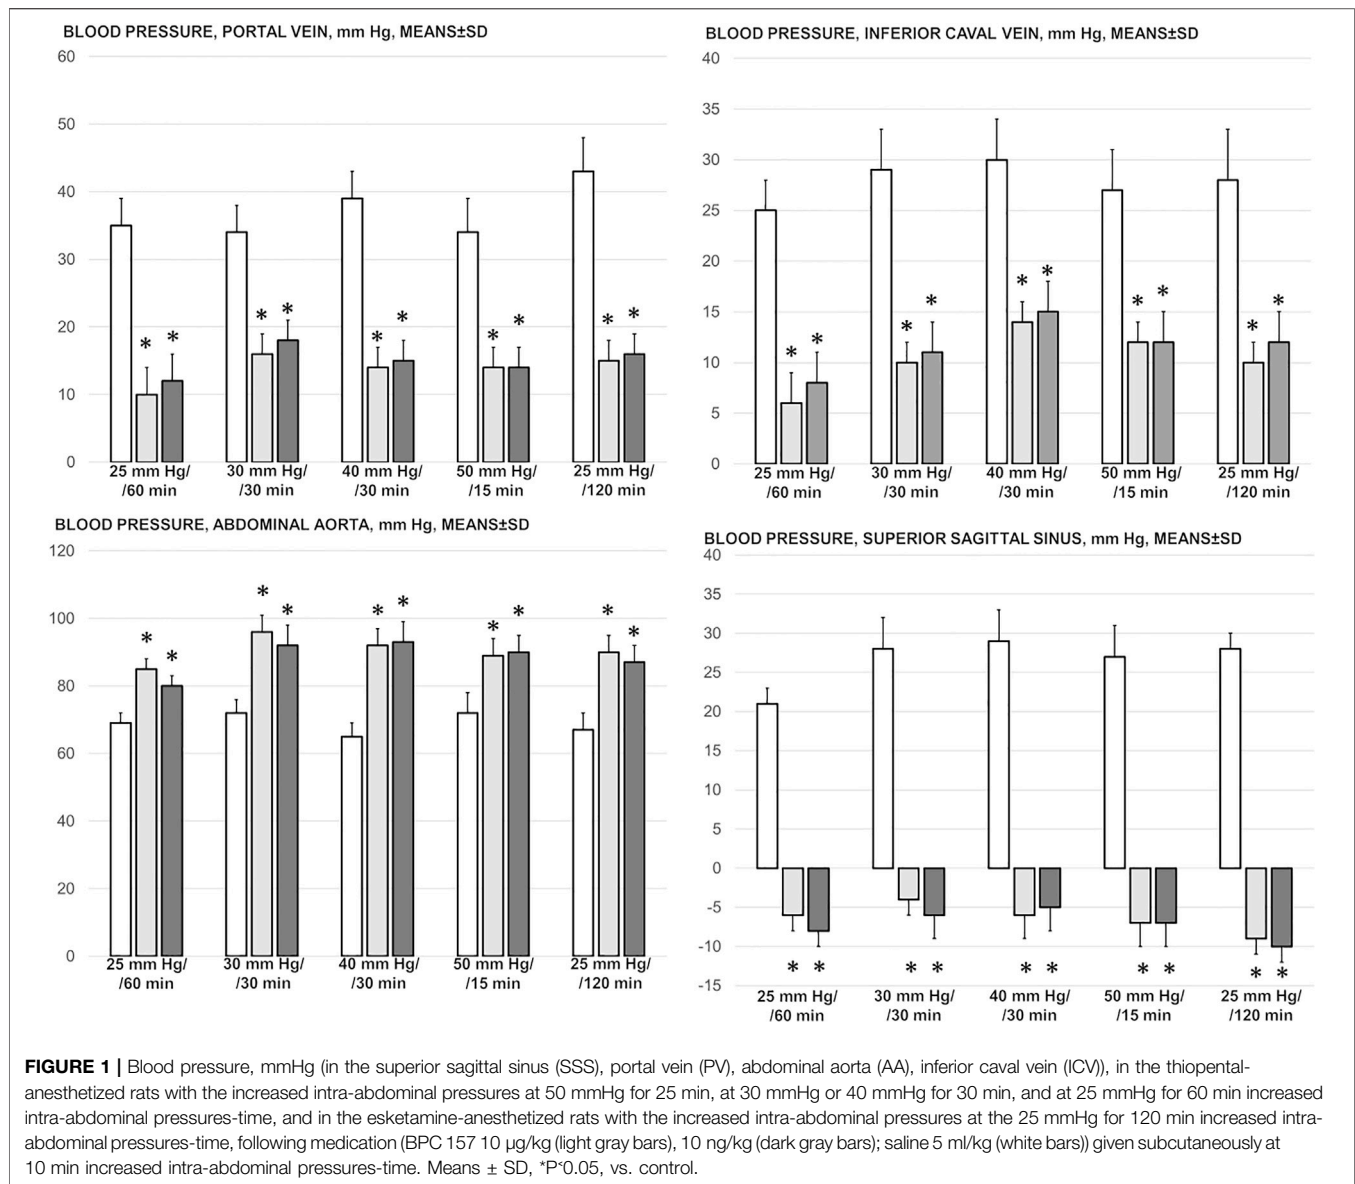 BLOOD PRESSURE, PORTAL VEIN, mm Hg, MEANS±SD
60
50
40
30
20
10
0
* * * * * * * * * *
25 mm Hg/ 30 mm Hg/ 40 mm Hg/ 50 mm Hg/ 25 mm Hg/
/60 min /30 min /30 min /15 min /120 min
BLOOD PRESSURE, INFERIOR CAVAL VEIN, mm Hg, MEANS±SD
40
35
30
25
20
15
10
5
0
* * * * * * * * * *
25 mm Hg/ 30 mm Hg/ 40 mm Hg/ 50 mm Hg/ 25 mm Hg/
/60 min /30 min /30 min /15 min /120 min
BLOOD PRESSURE, ABDOMINAL AORTA, mm Hg, MEANS±SD
120
100
80
60
40
20
0
* * * * * * * * * *
25 mm Hg/ 30 mm Hg/ 40 mm Hg/ 50 mm Hg/ 25 mm Hg/
/60 min /30 min /30 min /15 min /120 min
BLOOD PRESSURE, SUPERIOR SAGITTAL SINUS, mm Hg, MEANS±SD
40
35
30
25
20
15
10
5
0
-5
-10
-15
* * * * * * * * * *
25 mm Hg/ 30 mm Hg/ 40 mm Hg/ 50 mm Hg/ 25 mm Hg/
/60 min /30 min /30 min /15 min /120 min
FIGURE 1 | Blood pressure, mmHg (in the superior sagittal sinus (SSS), portal vein (PV), abdominal aorta (AA), inferior caval vein (ICV)), in the thiopental-
anesthetized rats with the increased intra-abdominal pressures at 50 mmHg for 25 min, at 30 mmHg or 40 mmHg for 30 min, and at 25 mmHg for 60 min increased
intra-abdominal pressures-time, and in the esketamine-anesthetized rats with the increased intra-abdominal pressures at the 25 mmHg for 120 min increased intra-
abdominal pressures-time, following medication (BPC 157 10 µg/kg (light gray bars), 10 ng/kg (dark gray bars); saline 5 ml/kg (white bars)) given subcutaneously at
10 min increased intra-abdominal pressures-time. Means ± SD, *P˂0.05, vs. control.